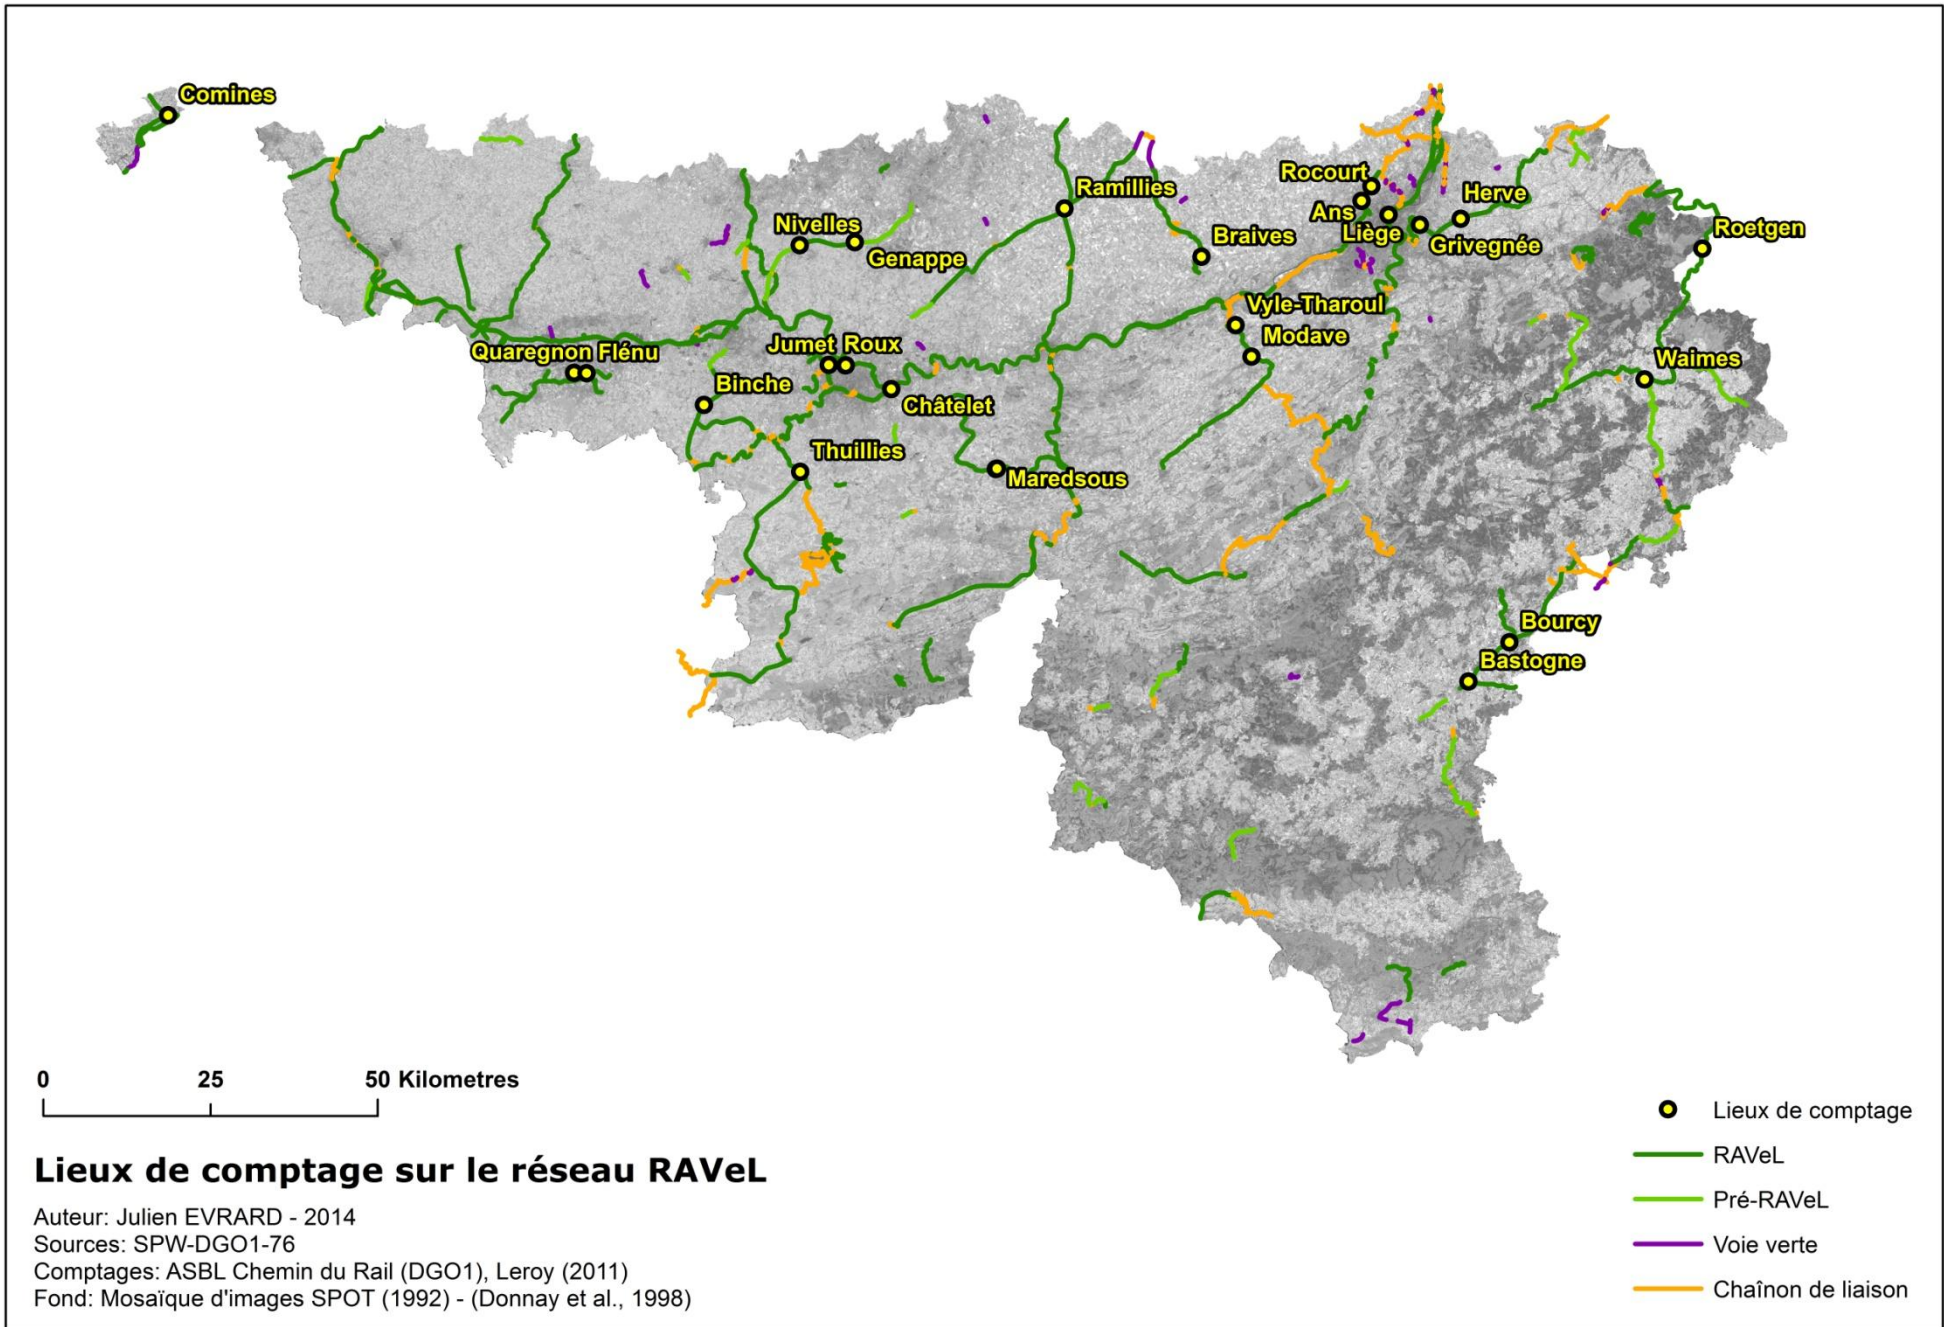 Comines
Rocourt
Herve
Ramillies
Ans
Nivelles
Liège
Roetgen
Braives
Grivegnée
Genappe
Vyle-Tharoul
Modave
Jumet Roux
Quaregnon Flénu
Waimes
Binche
Châtelet
Thuillies
Maredsous
Bourcy
Bastogne
0 25 50 Kilometres
Lieux de comptage sur le réseau RAVeL
Auteur: Julien EVRARD - 2014
Sources: SPW-DGO1-76
Comptages: ASBL Chemin du Rail (DGO1), Leroy (2011)
Fond: Mosaïque d'images SPOT (1992) - (Donnay et al., 1998)
Lieux de comptage
RAVeL
Pré-RAVeL
Voie verte
Chaînon de liaison